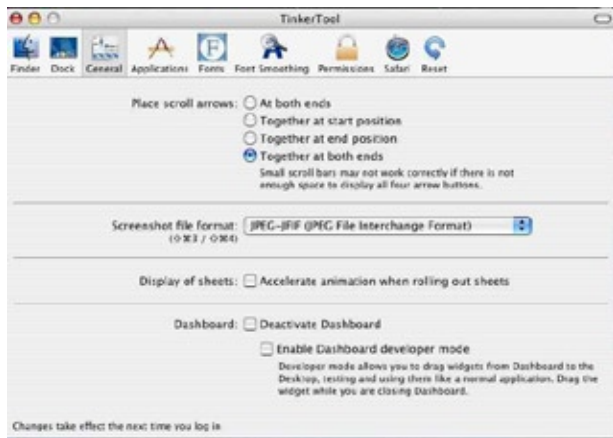 TinkerTool
Finder Dock General Applications Fonts Font Smoothing Permissions Safari Reset
Place scroll arrows: At both ends
Together at start position
Together at end position
Together at both ends
Small scroll bars may not work correctly if there is not
enough space to display all four arrow buttons.
Screenshot file format: JPEG-JFIF (JPEG File Interchange Format)
(⇧⌘3 / ⇧⌘4)
Display of sheets: Accelerate animation when rolling out sheets
Dashboard: Deactivate Dashboard
Enable Dashboard developer mode
Developer mode allows you to drag widgets from Dashboard to the
Desktop, testing and using them like a normal application. Drag the
widget while you are closing Dashboard.
Changes take effect the next time you log in